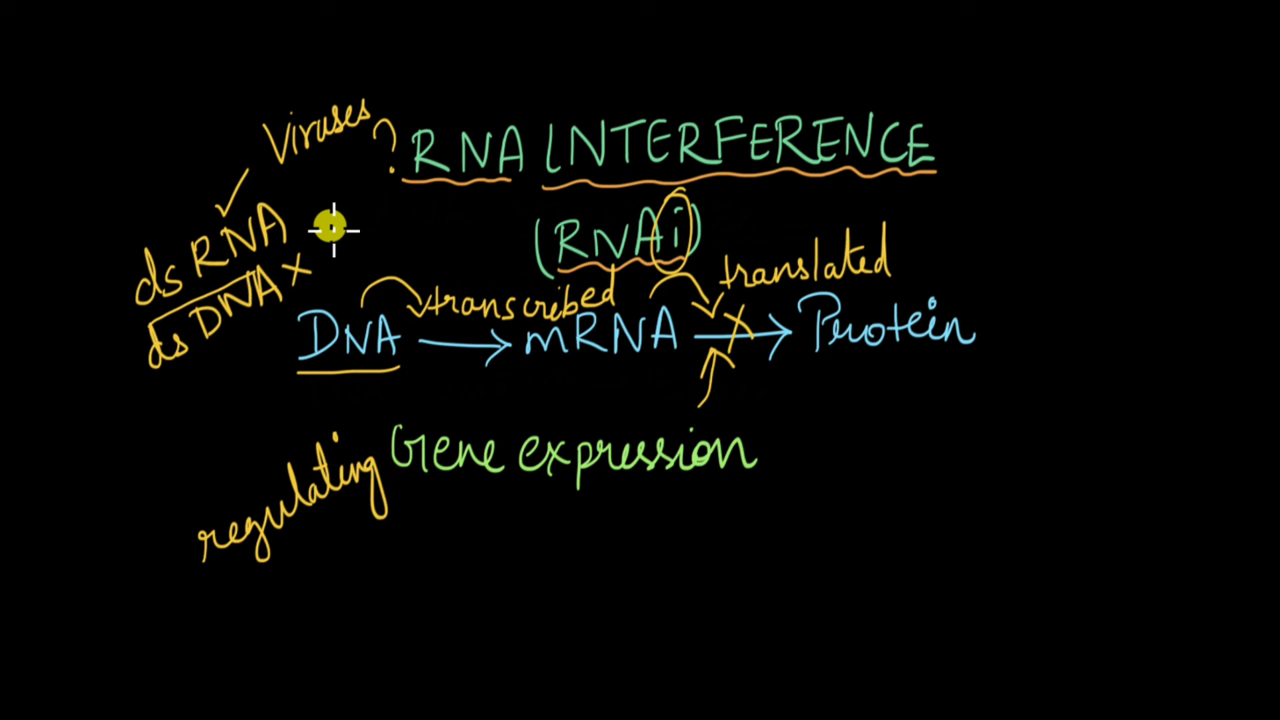 Viruses ? RNA INTERFERENCE
ds RNA
(RNAi)
ds DNA x
transcribed
translated
DNA → mRNA → Protein
regulating Gene expression